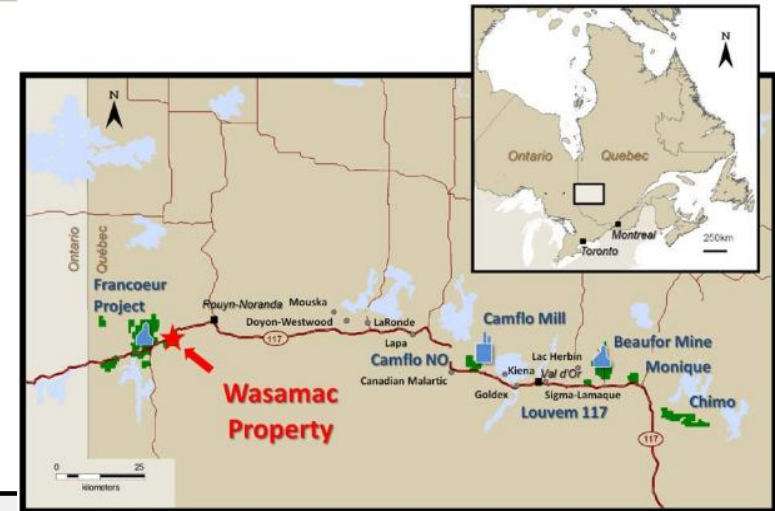 N
Ontario
Quebec
Montreal
Toronto
250km
N
Ontario
Québec
Francoeur
Project
Rouyn-Noranda
Mouska
Doyon-Westwood
LaRonde
Lapa
117
Camflo NO
Canadian Malartic
Camflo Mill
Lac Herbin
Kiena
Val d'Or
Goldex
Sigma-Lamaque
Louvem 117
Beaufor Mine
Monique
Chimo
117
Wasamac
Property
0 25
kilometers